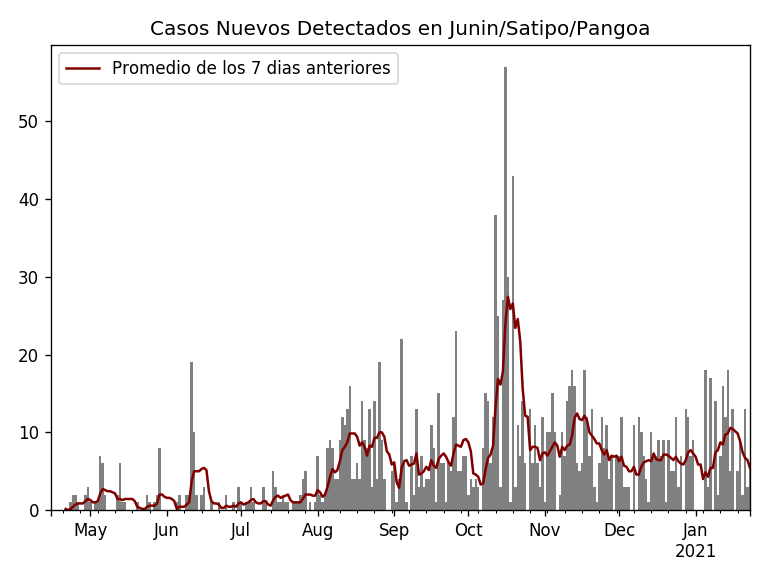 Casos Nuevos Detectados en Junin/Satipo/Pangoa
Promedio de los 7 dias anteriores
50
40
30
20
10
0
May Jun Jul Aug Sep Oct Nov Dec Jan
2021